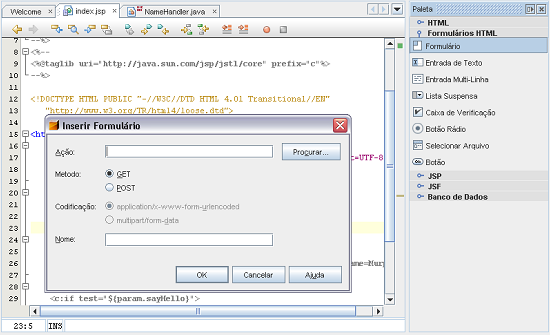 Welcome x index.jsp x NameHandler.java x
Paleta
HTML
Formulários HTML
Formulário
Entrada de Texto
Entrada Multi-Linha
Lista Suspensa
Caixa de Verificação
Botão Rádio
Selecionar Arquivo
Botão
JSP
JSF
Banco de Dados
7 --%>
8 <%--
9 <%@taglib uri="http://java.sun.com/jsp/jstl/core" prefix="c"%>
10 --%>
11
12 <!DOCTYPE HTML PUBLIC "-//W3C//DTD HTML 4.01 Transitional//EN"
13 "http://www.w3.org/TR/html4/loose.dtd">
14
15 <ht
16
17 c=UTF-8
18
19
20
21
22
23
24
25
26 ame=Mur
27
28
29 <c:if test="${param.sayHello}">
Inserir Formulário
Ação:
Procurar...
Metodo:
GET
POST
Codificação:
application/x-www-form-urlencoded
multipart/form-data
Nome:
OK Cancelar Ajuda
23:5 INS